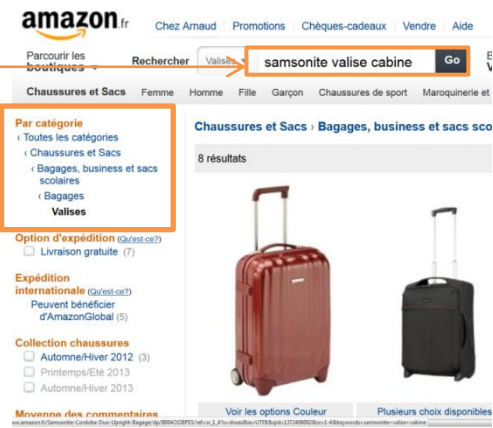 amazon.fr
Chez Arnaud Promotions Chèques-cadeaux Vendre Aide
Parcourir les
boutiques
Rechercher Valises samsonite valise cabine Go
Chaussures et Sacs Femme Homme Fille Garçon Chaussures de sport Maroquinerie et
Par catégorie
‹ Toutes les catégories
‹ Chaussures et Sacs
‹ Bagages, business et sacs
scolaires
‹ Bagages
Valises
Option d'expédition (Qu'est-ce?)
Livraison gratuite (7)
Expédition
internationale (Qu'est-ce?)
Peuvent bénéficier
d'AmazonGlobal (5)
Collection chaussures
Automne/Hiver 2012 (3)
Printemps/Eté 2013
Automne/Hiver 2013
Moyenne des commentaires
Chaussures et Sacs › Bagages, business et sacs sco
8 résultats
Voir les options Couleur
Plusieurs choix disponibles